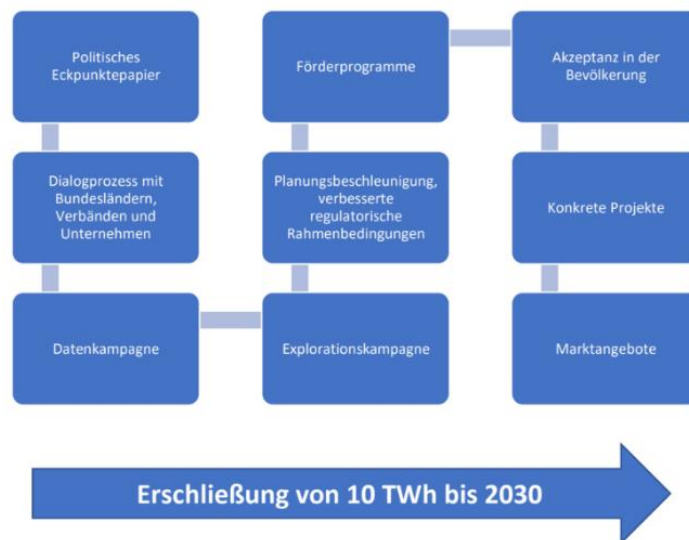 Politisches
Eckpunktepapier
Dialogprozess mit
Bundesländern,
Verbänden und
Unternehmen
Datenkampagne
Explorationskampagne
Planungsbeschleunigung,
verbesserte
regulatorische
Rahmenbedingungen
Förderprogramme
Akzeptanz in der
Bevölkerung
Konkrete Projekte
Marktangebote
Erschließung von 10 TWh bis 2030